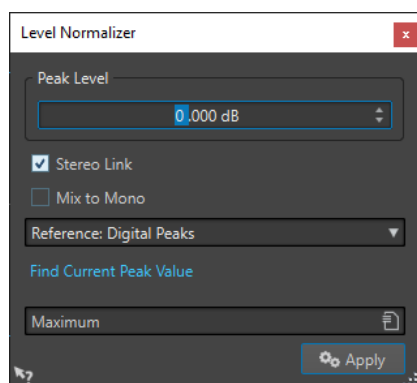 Level Normalizer
x
Peak Level
0.000 dB
Stereo Link
Mix to Mono
Reference: Digital Peaks
Find Current Peak Value
Maximum
Apply
?